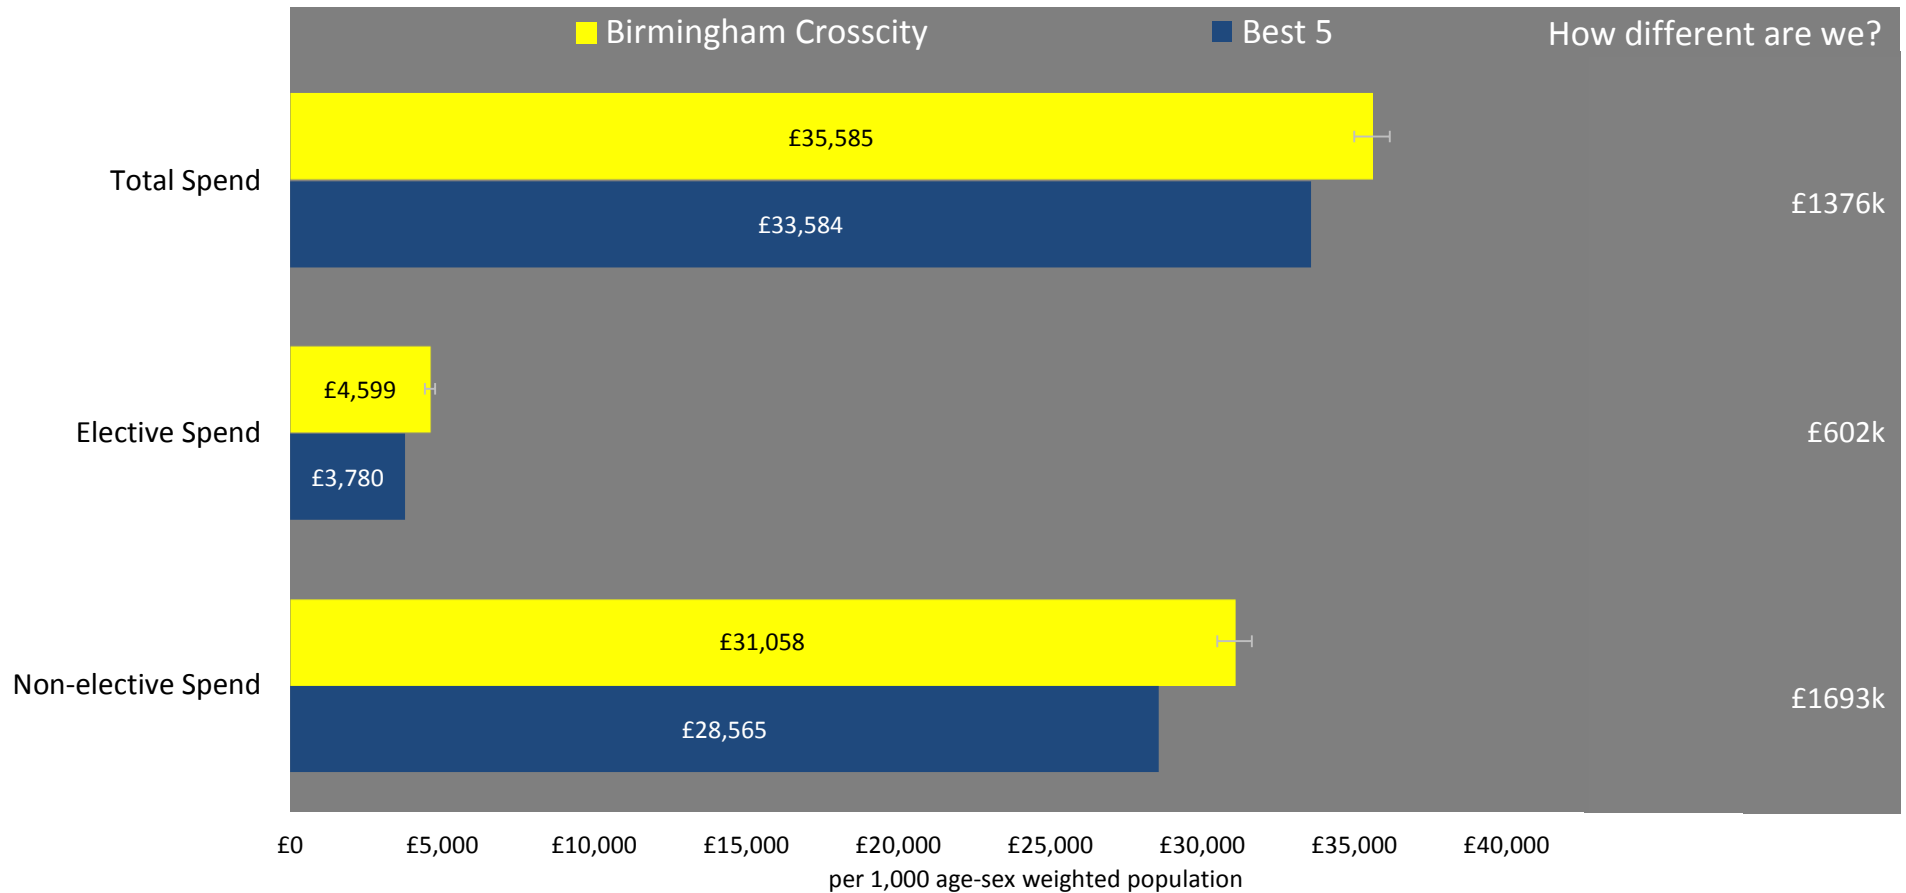 Birmingham Crosscity
Best 5
How different are we?
Total Spend
£35,585
£33,584
£1376k
Elective Spend
£4,599
£3,780
£602k
Non-elective Spend
£31,058
£28,565
£1693k
£0 £5,000 £10,000 £15,000 £20,000 £25,000 £30,000 £35,000 £40,000
per 1,000 age-sex weighted population